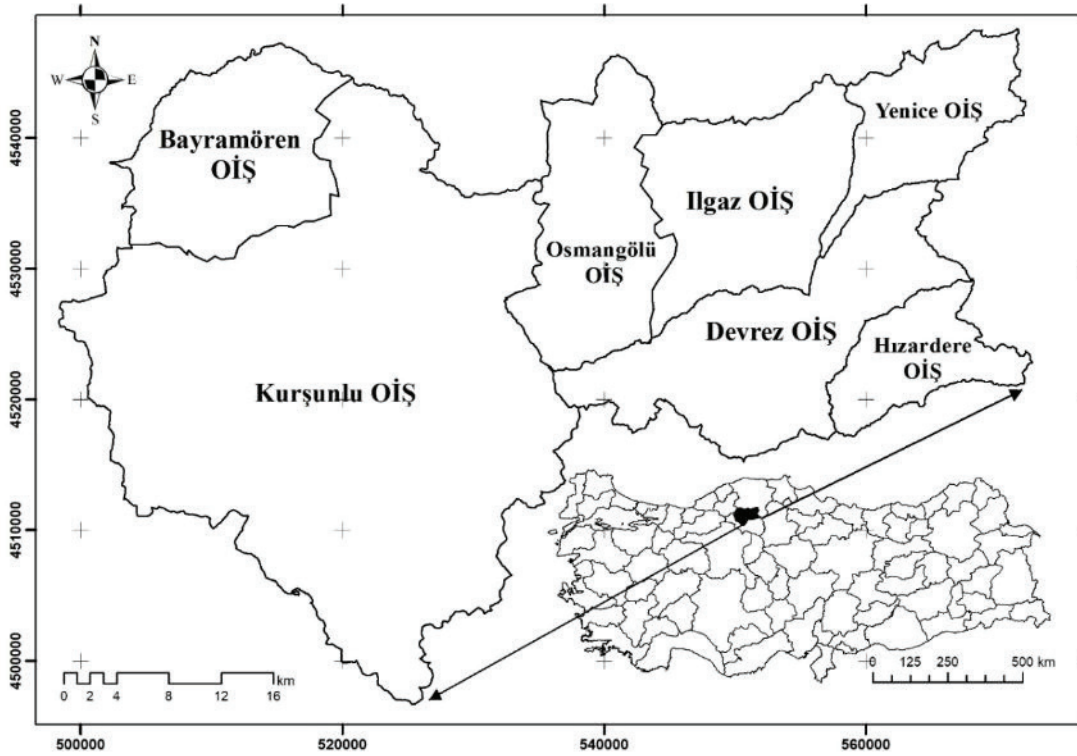 N
W E
S
Bayramören
OİŞ
Yenice OİŞ
Ilgaz OİŞ
Osmangölü
OİŞ
Devrez OİŞ
Hızardere
OİŞ
Kurşunlu OİŞ
4540000
4530000
4520000
4510000
4500000
0 2 4 8 12 16 km
0 125 250 500 km
500000 520000 540000 560000